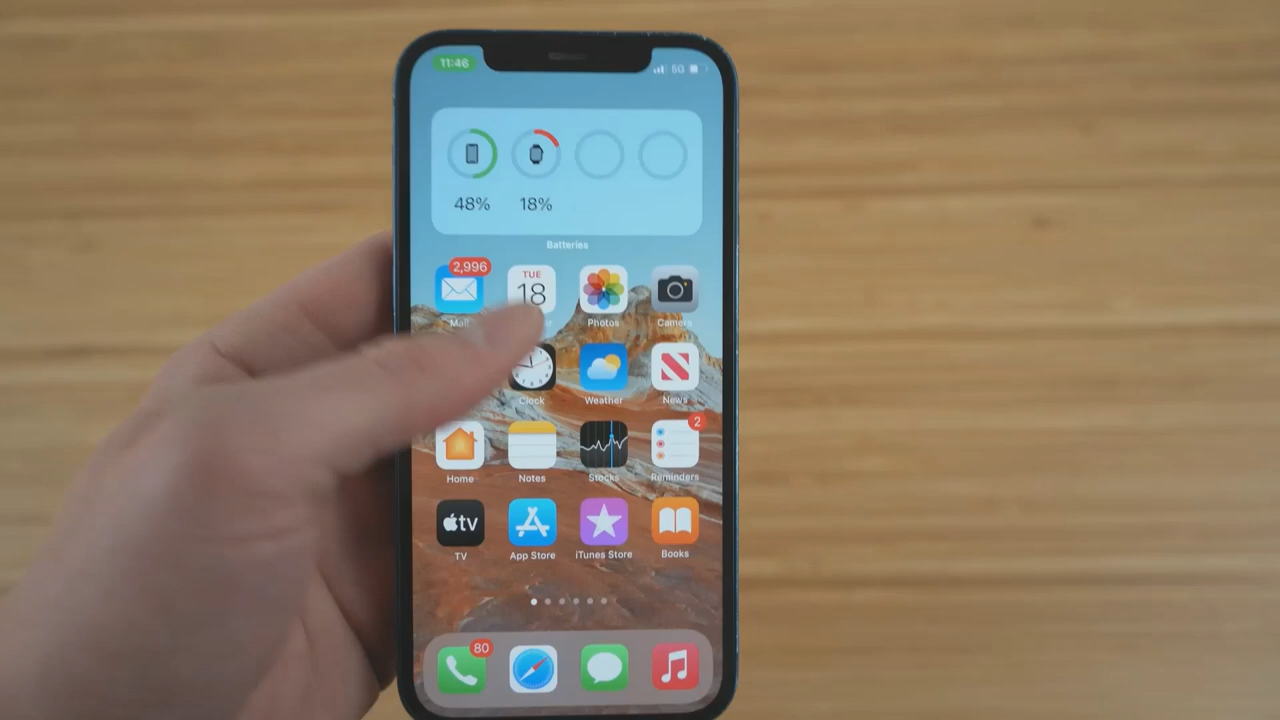 11:46
5G
48% 18%
Batteries
2,996
TUE
18
Mail Photos Camera
Clock Weather News
2
Home Notes Stocks Reminders
tv
TV App Store iTunes Store Books
80